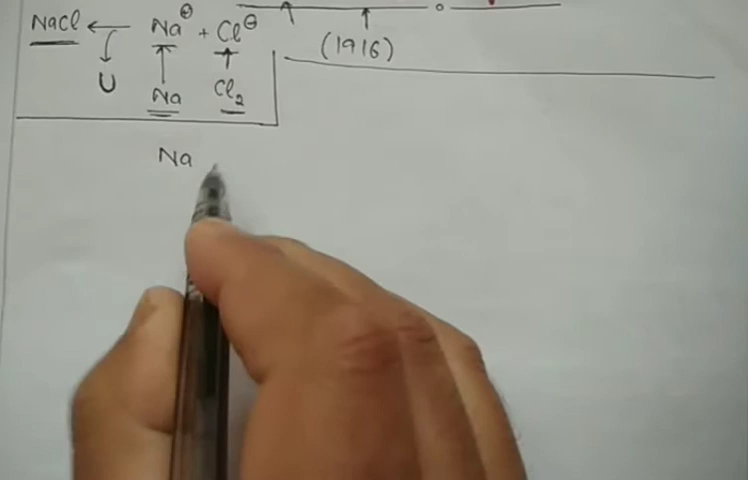 NaCl ← Na⊕ + Cl⊖
(1916)
U
Na Cl₂
Na